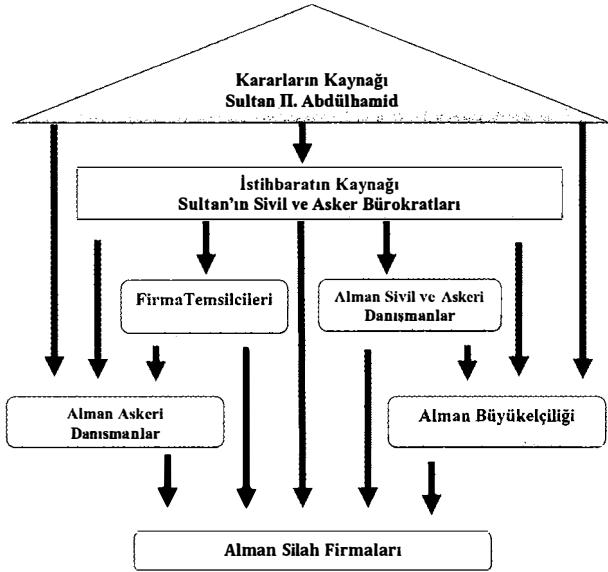 Kararların Kaynağı
Sultan II. Abdülhamid
İstihbaratın Kaynağı
Sultan'ın Sivil ve Asker Bürokratları
FirmaTemsilcileri
Alman Sivil ve Askeri
Danışmanlar
Alman Askeri
Danısmanlar
Alman Büyükelçiliği
Alman Silah Firmaları